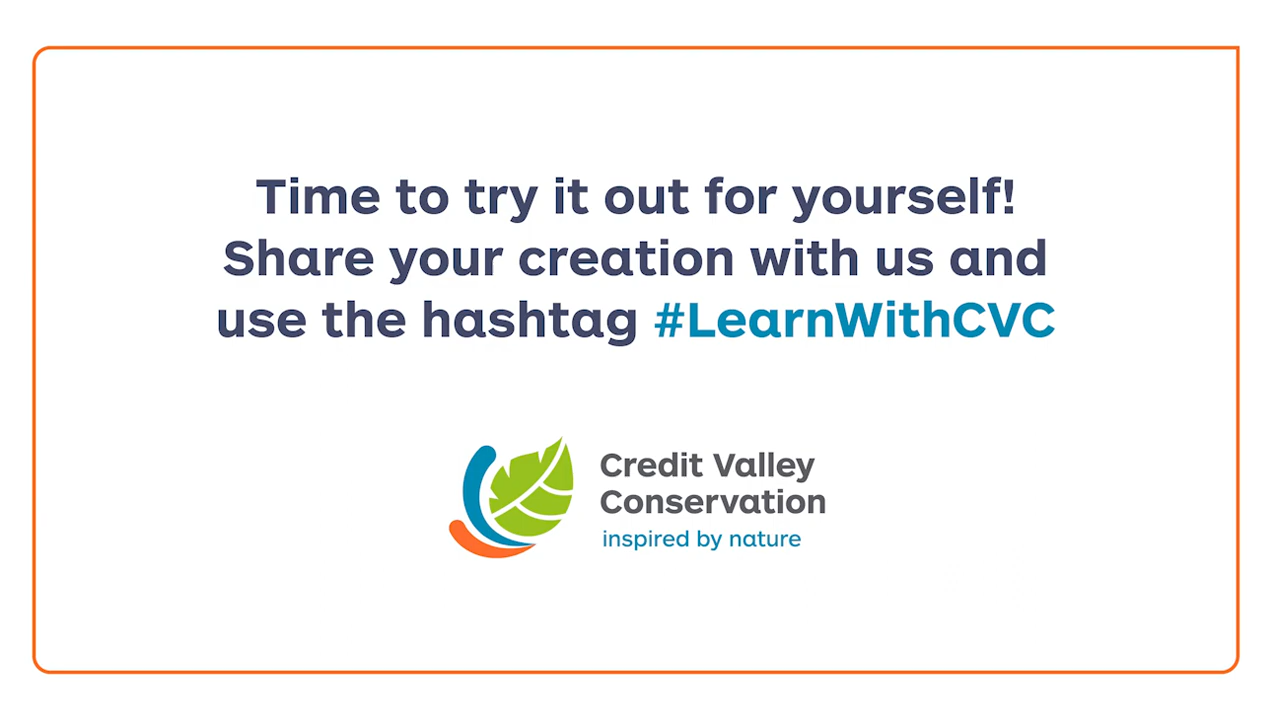 Time to try it out for yourself!
Share your creation with us and
use the hashtag #LearnWithCVC
Credit Valley
Conservation
inspired by nature